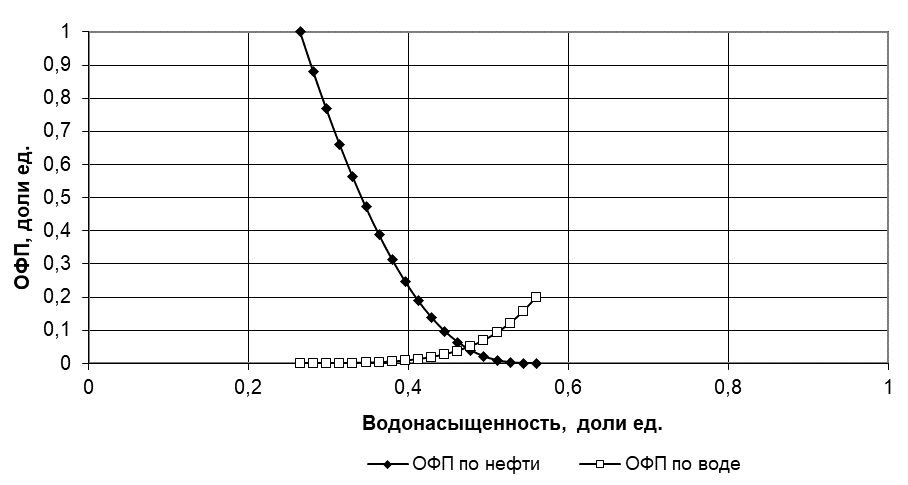 1
0,9
0,8
0,7
0,6
0,5
0,4
0,3
0,2
0,1
0
ОФП, доли ед.
0 0,2 0,4 0,6 0,8 1
Водонасыщенность, доли ед.
ОФП по нефти ОФП по воде